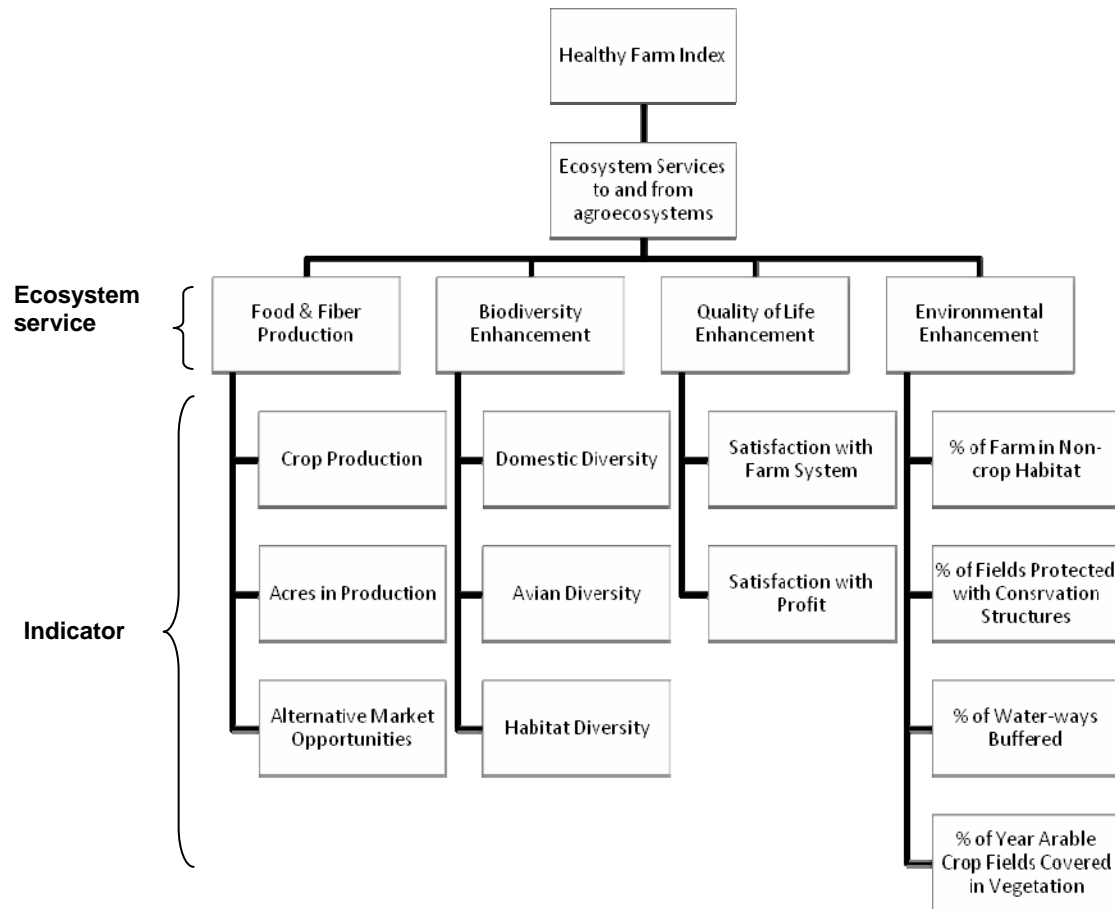 Healthy Farm Index
Ecosystem Services
to and from
agroecosystems
Ecosystem
service
Food & Fiber
Production
Biodiversity
Enhancement
Quality of Life
Enhancement
Environmental
Enhancement
Indicator
Crop Production
Acres in Production
Alternative Market
Opportunities
Domestic Diversity
Avian Diversity
Habitat Diversity
Satisfaction with
Farm System
Satisfaction with
Profit
% of Farm in Non-
crop Habitat
% of Fields Protected
with Consrvation
Structures
% of Water-ways
Buffered
% of Year Arable
Crop Fields Covered
in Vegetation